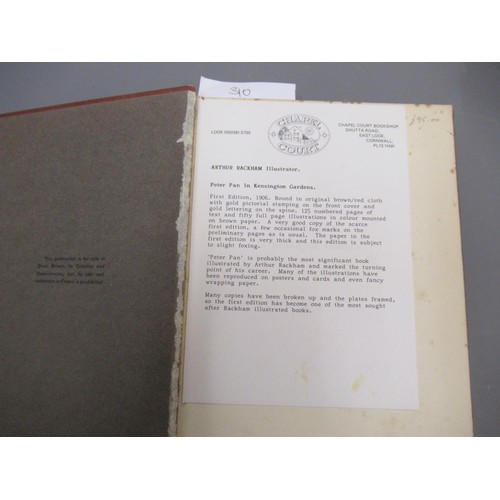 310
LOOE (05036) 3700
CHAPEL
COURT
CHAPEL COURT BOOKSHOP
SHUTTA ROAD,
EAST LOOE,
CORNWALL,
ARTHUR RACKHAM Illustrator.
Peter Pan in Kensington Gardens.
First Edition, 1906. Bound in original brown/red cloth
with gold pictorial stamping on the front cover and
gold lettering on the spine, 125 numbered pages of
text and fifty full page illustrations in colour mounted
on brown paper. A very good copy of the scarce
first edition, a few occasional fox marks on the
preliminary pages as is usual. The paper to the
first edition is very thick and this edition is subject
to slight foxing.
'Peter Pan' is probably the most significant book
illustrated by Arthur Rackham and marked the turning
point of his career. Many of the illustrations have
been reproduced on posters and cards and even fancy
wrapping paper.
Many copies have been broken up and the plates framed,
so the first edition has become one of the most sought
after Rackham illustrated books.